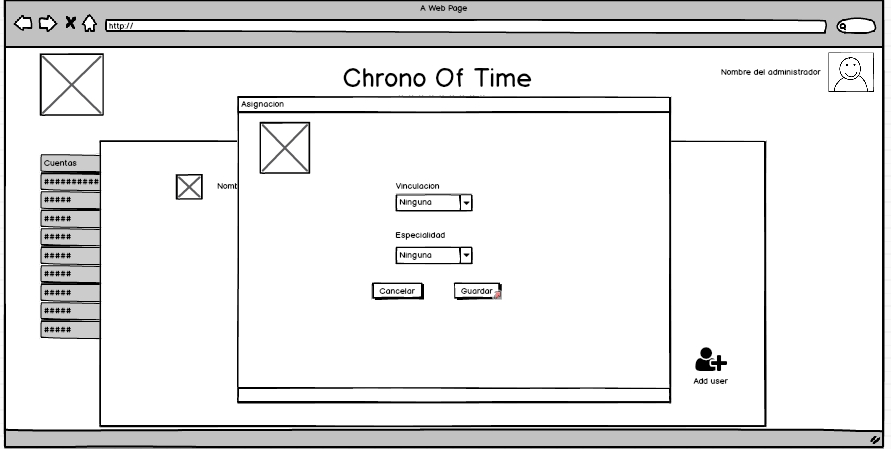 A Web Page
http://
Chrono Of Time
Nombre del administrador
Asignacion
Cuentas
##########
#####
#####
#####
#####
#####
#####
#####
#####
Nomb
Vinculacion
Ninguna
Especialidad
Ninguna
Cancelar
Guardar
Add user